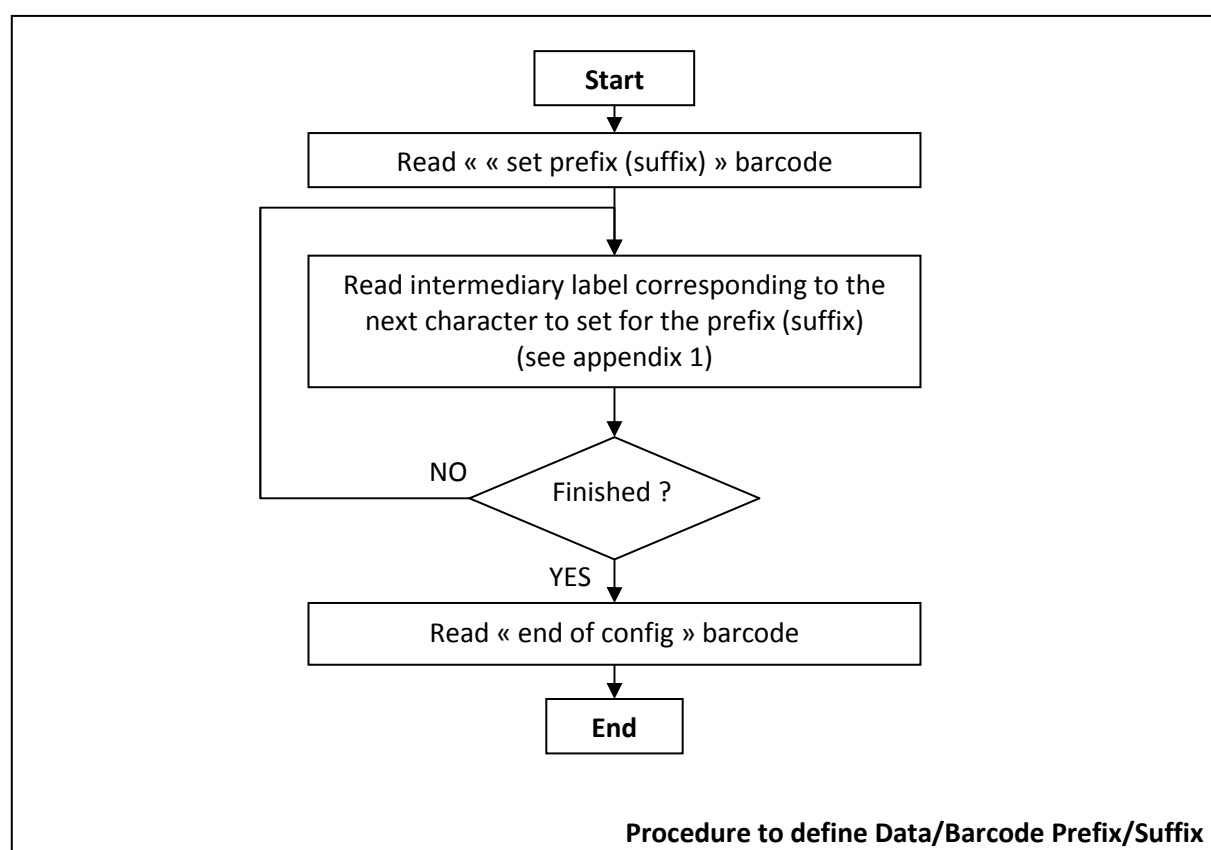 Start
Read « « set prefix (suffix) » barcode
Read intermediary label corresponding to the
next character to set for the prefix (suffix)
(see appendix 1)
NO
Finished ?
YES
Read « end of config » barcode
End
Procedure to define Data/Barcode Prefix/Suffix